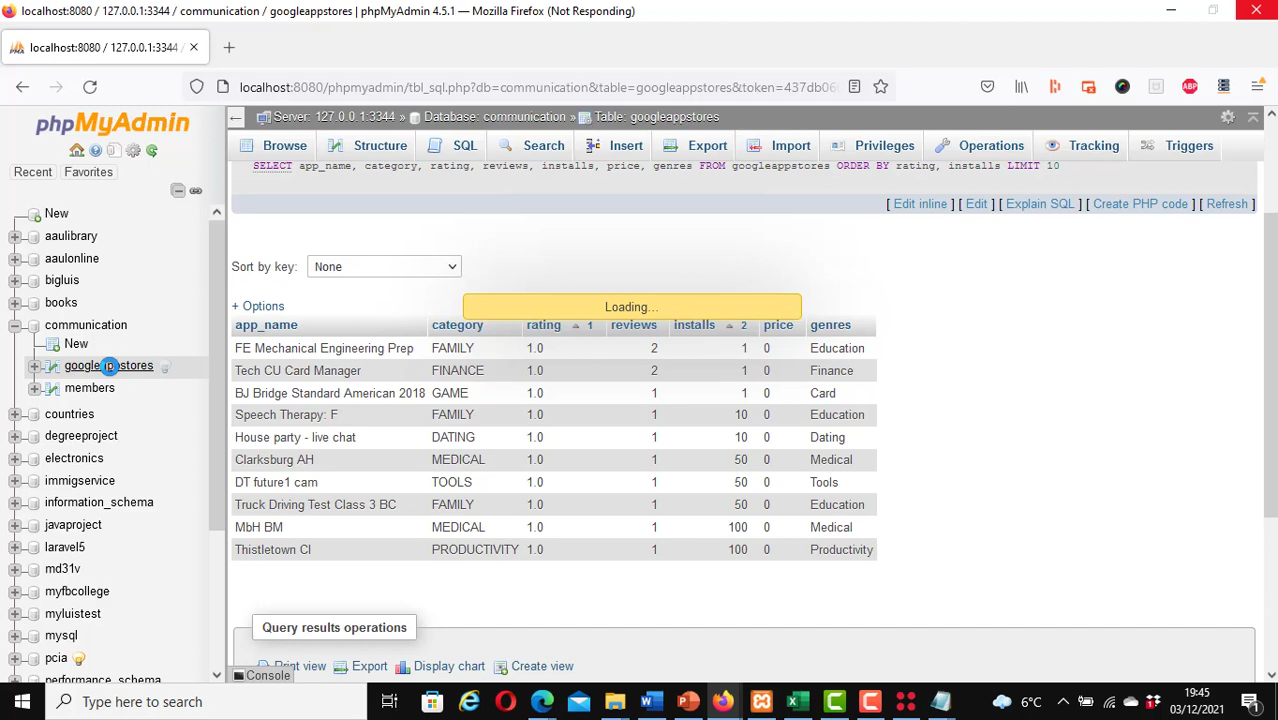 localhost:8080 / 127.0.0.1:3344 / communication / googleappstores | phpMyAdmin 4.5.1 — Mozilla Firefox (Not Responding)
localhost:8080 / 127.0.0.1:3344 /
localhost:8080/phpmyadmin/tbl_sql.php?db=communication&table=googleappstores&token=437db06
ABP
phpMyAdmin
Recent Favorites
New
aaulibrary
aaulonline
bigluis
books
communication
New
members
countries
degreeproject
electronics
immigservice
information_schema
javaproject
laravel5
md31v
myfbcollege
myluistest
mysql
pcia
performance_schema
Server: 127.0.0.1:3344 » Database: communication » Table: googleappstores
Browse Structure SQL Search Insert Export Import Privileges Operations Tracking Triggers
SELECT app_name, category, rating, reviews, installs, price, genres FROM googleappstores ORDER BY rating, installs LIMIT 10
[ Edit inline ] [ Edit ] [ Explain SQL ] [ Create PHP code ] [ Refresh ]
Sort by key: None
+ Options
Loading...
app_name category rating 1 reviews installs 2 price genres
FE Mechanical Engineering Prep FAMILY 1.0 2 1 0 Education
Tech CU Card Manager FINANCE 1.0 2 1 0 Finance
BJ Bridge Standard American 2018 GAME 1.0 1 1 0 Card
Speech Therapy: F FAMILY 1.0 1 10 0 Education
House party - live chat DATING 1.0 1 10 0 Dating
Clarksburg AH MEDICAL 1.0 1 50 0 Medical
DT future1 cam TOOLS 1.0 1 50 0 Tools
Truck Driving Test Class 3 BC FAMILY 1.0 1 50 0 Education
MbH BM MEDICAL 1.0 1 100 0 Medical
Thistletown CI PRODUCTIVITY 1.0 1 100 0 Productivity
Query results operations
Print view Export Display chart Create view
Console
Type here to search
6°C
19:45
03/12/2021